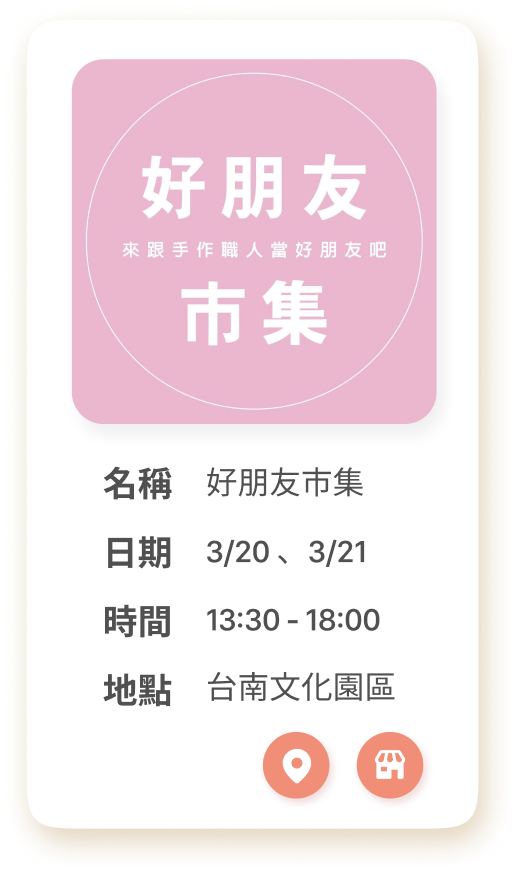 好朋友
來跟手作職人當好朋友吧
市集
名稱 好朋友市集
日期 3/20、3/21
時間 13:30 - 18:00
地點 台南文化園區